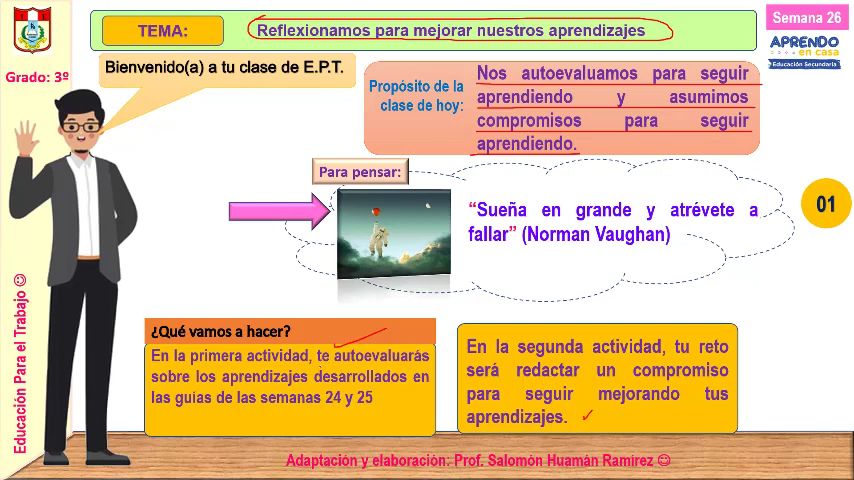 TEMA:
Reflexionamos para mejorar nuestros aprendizajes
Semana 26
APRENDO
en casa
Educación Secundaria
Grado: 3º
Bienvenido(a) a tu clase de E.P.T.
Propósito de la
clase de hoy:
Nos autoevaluamos para seguir
aprendiendo y asumimos
compromisos para seguir
aprendiendo.
Para pensar:
“Sueña en grande y atrévete a
fallar” (Norman Vaughan)
01
Educación Para el Trabajo ☺
¿Qué vamos a hacer?
En la primera actividad, te autoevaluarás
sobre los aprendizajes desarrollados en
las guías de las semanas 24 y 25
En la segunda actividad, tu reto
será redactar un compromiso
para seguir mejorando tus
aprendizajes.
Adaptación y elaboración: Prof. Salomón Huamán Ramírez ☺